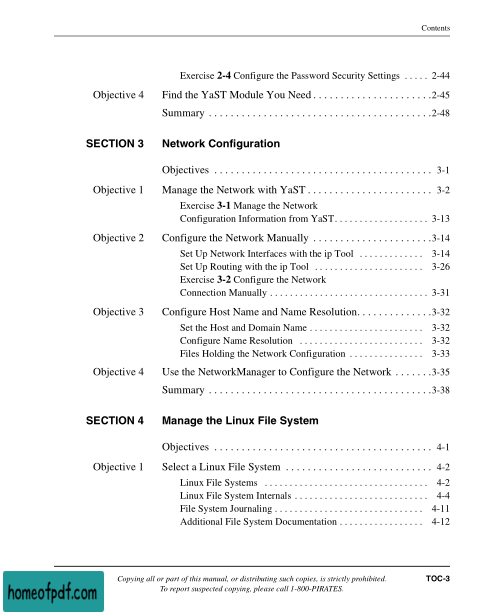 Contents
Exercise 2-4 Configure the Password Security Settings . . . . . 2-44
Objective 4 Find the YaST Module You Need . . . . . . . . . . . . . . . . . . . . . . 2-45
Summary . . . . . . . . . . . . . . . . . . . . . . . . . . . . . . . . . . . . . . . . . 2-48
SECTION 3 Network Configuration
Objectives . . . . . . . . . . . . . . . . . . . . . . . . . . . . . . . . . . . . . . . . 3-1
Objective 1 Manage the Network with YaST . . . . . . . . . . . . . . . . . . . . . . . 3-2
Exercise 3-1 Manage the Network
Configuration Information from YaST. . . . . . . . . . . . . . . . . . . 3-13
Objective 2 Configure the Network Manually . . . . . . . . . . . . . . . . . . . . . . 3-14
Set Up Network Interfaces with the ip Tool . . . . . . . . . . . . . 3-14
Set Up Routing with the ip Tool . . . . . . . . . . . . . . . . . . . . . . 3-26
Exercise 3-2 Configure the Network
Connection Manually . . . . . . . . . . . . . . . . . . . . . . . . . . . . . . . . 3-31
Objective 3 Configure Host Name and Name Resolution. . . . . . . . . . . . . . 3-32
Set the Host and Domain Name . . . . . . . . . . . . . . . . . . . . . . . 3-32
Configure Name Resolution . . . . . . . . . . . . . . . . . . . . . . . . . 3-32
Files Holding the Network Configuration . . . . . . . . . . . . . . . 3-33
Objective 4 Use the NetworkManager to Configure the Network . . . . . . . 3-35
Summary . . . . . . . . . . . . . . . . . . . . . . . . . . . . . . . . . . . . . . . . . 3-38
SECTION 4 Manage the Linux File System
Objectives . . . . . . . . . . . . . . . . . . . . . . . . . . . . . . . . . . . . . . . . 4-1
Objective 1 Select a Linux File System . . . . . . . . . . . . . . . . . . . . . . . . . . . 4-2
Linux File Systems . . . . . . . . . . . . . . . . . . . . . . . . . . . . . . . . . 4-2
Linux File System Internals . . . . . . . . . . . . . . . . . . . . . . . . . . . 4-4
File System Journaling . . . . . . . . . . . . . . . . . . . . . . . . . . . . . . 4-11
Additional File System Documentation . . . . . . . . . . . . . . . . . 4-12
Copying all or part of this manual, or distributing such copies, is strictly prohibited. TOC-3
To report suspected copying, please call 1-800-PIRATES.
homeofpdf.com